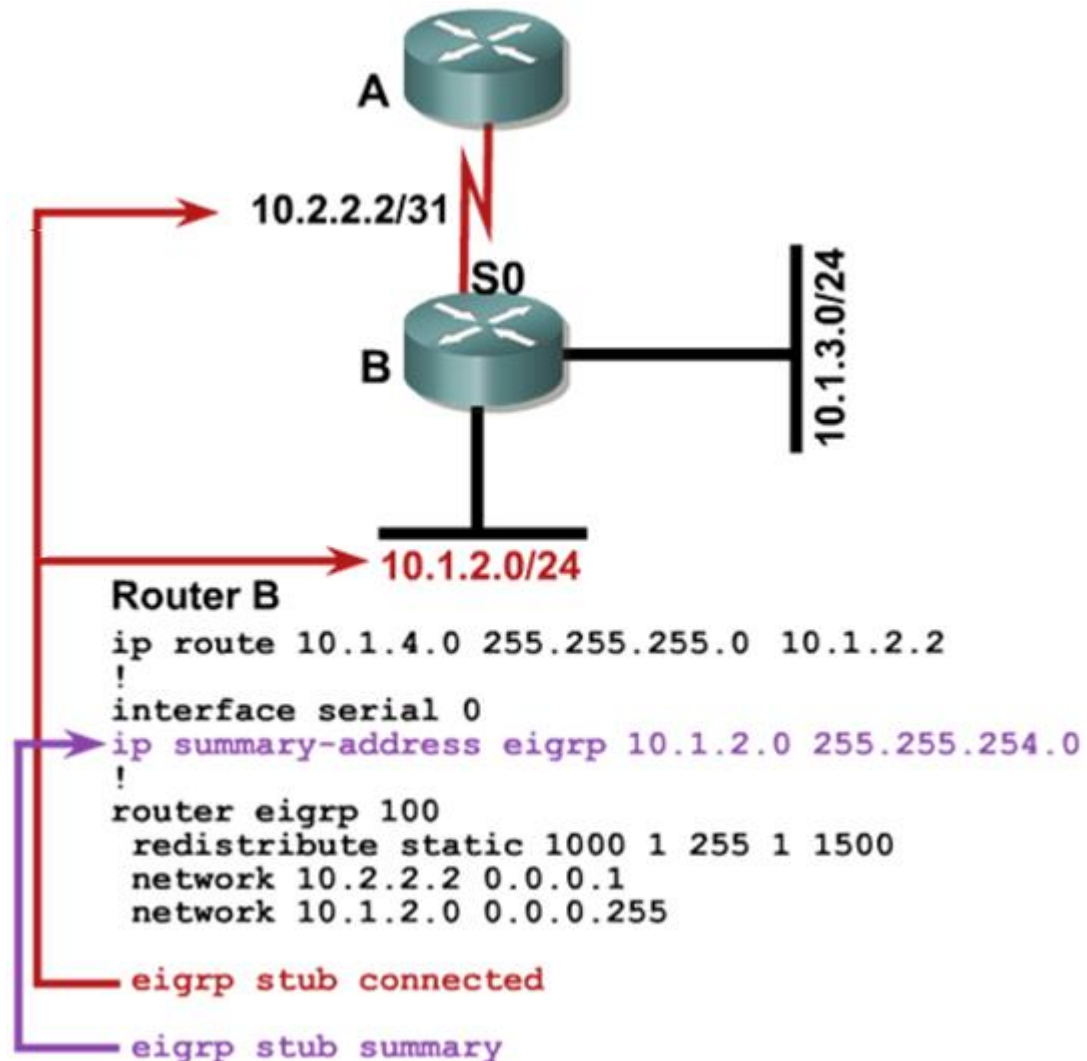 A
10.2.2.2/31
S0
B
10.1.3.0/24
10.1.2.0/24
Router B
ip route 10.1.4.0 255.255.255.0 10.1.2.2
!
interface serial 0
ip summary-address eigrp 10.1.2.0 255.255.254.0
!
router eigrp 100
redistribute static 1000 1 255 1 1500
network 10.2.2.2 0.0.0.1
network 10.1.2.0 0.0.0.255
eigrp stub connected
eigrp stub summary